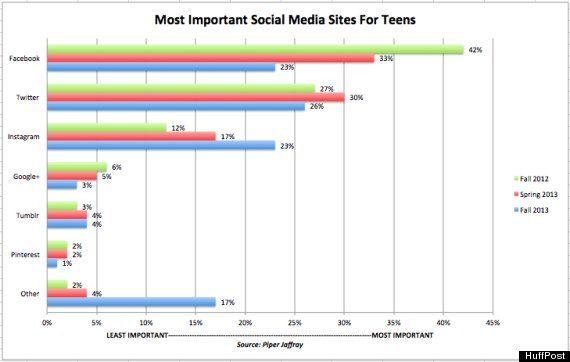 Most Important Social Media Sites For Teens
Facebook
42%
33%
23%
Twitter
27%
30%
26%
Instagram
12%
17%
23%
Google+
6%
5%
3%
Tumblr
3%
4%
4%
Pinterest
2%
2%
1%
Other
2%
4%
17%
Fall 2012
Spring 2013
Fall 2013
0% 5% 10% 15% 20% 25% 30% 35% 40% 45%
LEAST IMPORTANT------------------------------------------------MOST IMPORTANT
Source: Piper Jaffray
HuffPost